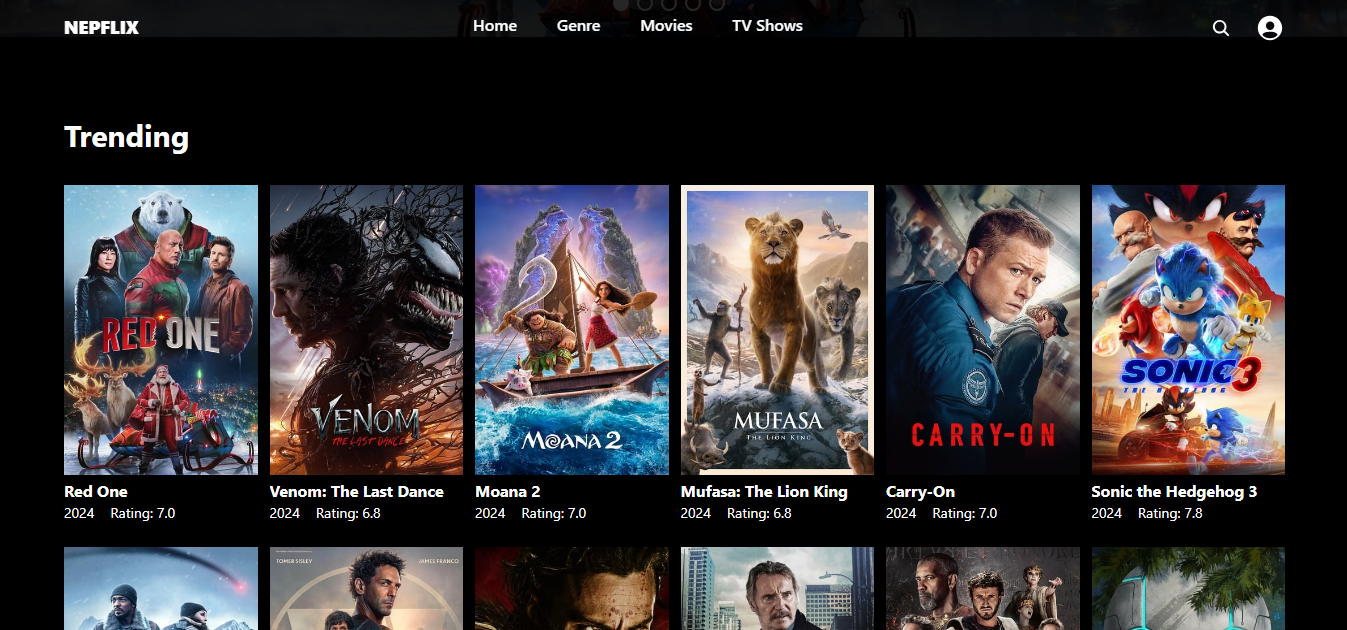 NEPFLIX
Home Genre Movies TV Shows
Trending
RED ONE
VENOM
THE LAST DANCE
MOANA 2
MUFASA
THE LION KING
CARRY-ON
SONIC 3
THE HEDGEHOG
Red One
2024 Rating: 7.0
Venom: The Last Dance
2024 Rating: 6.8
Moana 2
2024 Rating: 7.0
Mufasa: The Lion King
2024 Rating: 6.8
Carry-On
2024 Rating: 7.0
Sonic the Hedgehog 3
2024 Rating: 7.8
TOMER SISLEY JAMES FRANCO